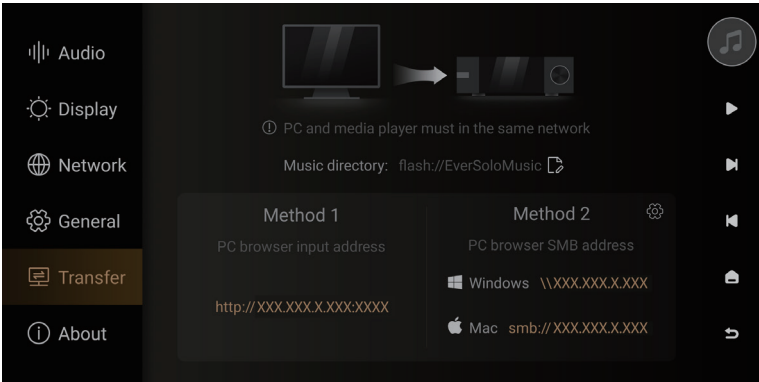 Audio
Display
Network
General
Transfer
About
PC and media player must in the same network
Music directory: flash://EverSoloMusic
Method 1
PC browser input address
http://XXX.XXX.X.XXX:XXXX
Method 2
PC browser SMB address
Windows \\XXX.XXX.X.XXX
Mac smb://XXX.XXX.X.XXX